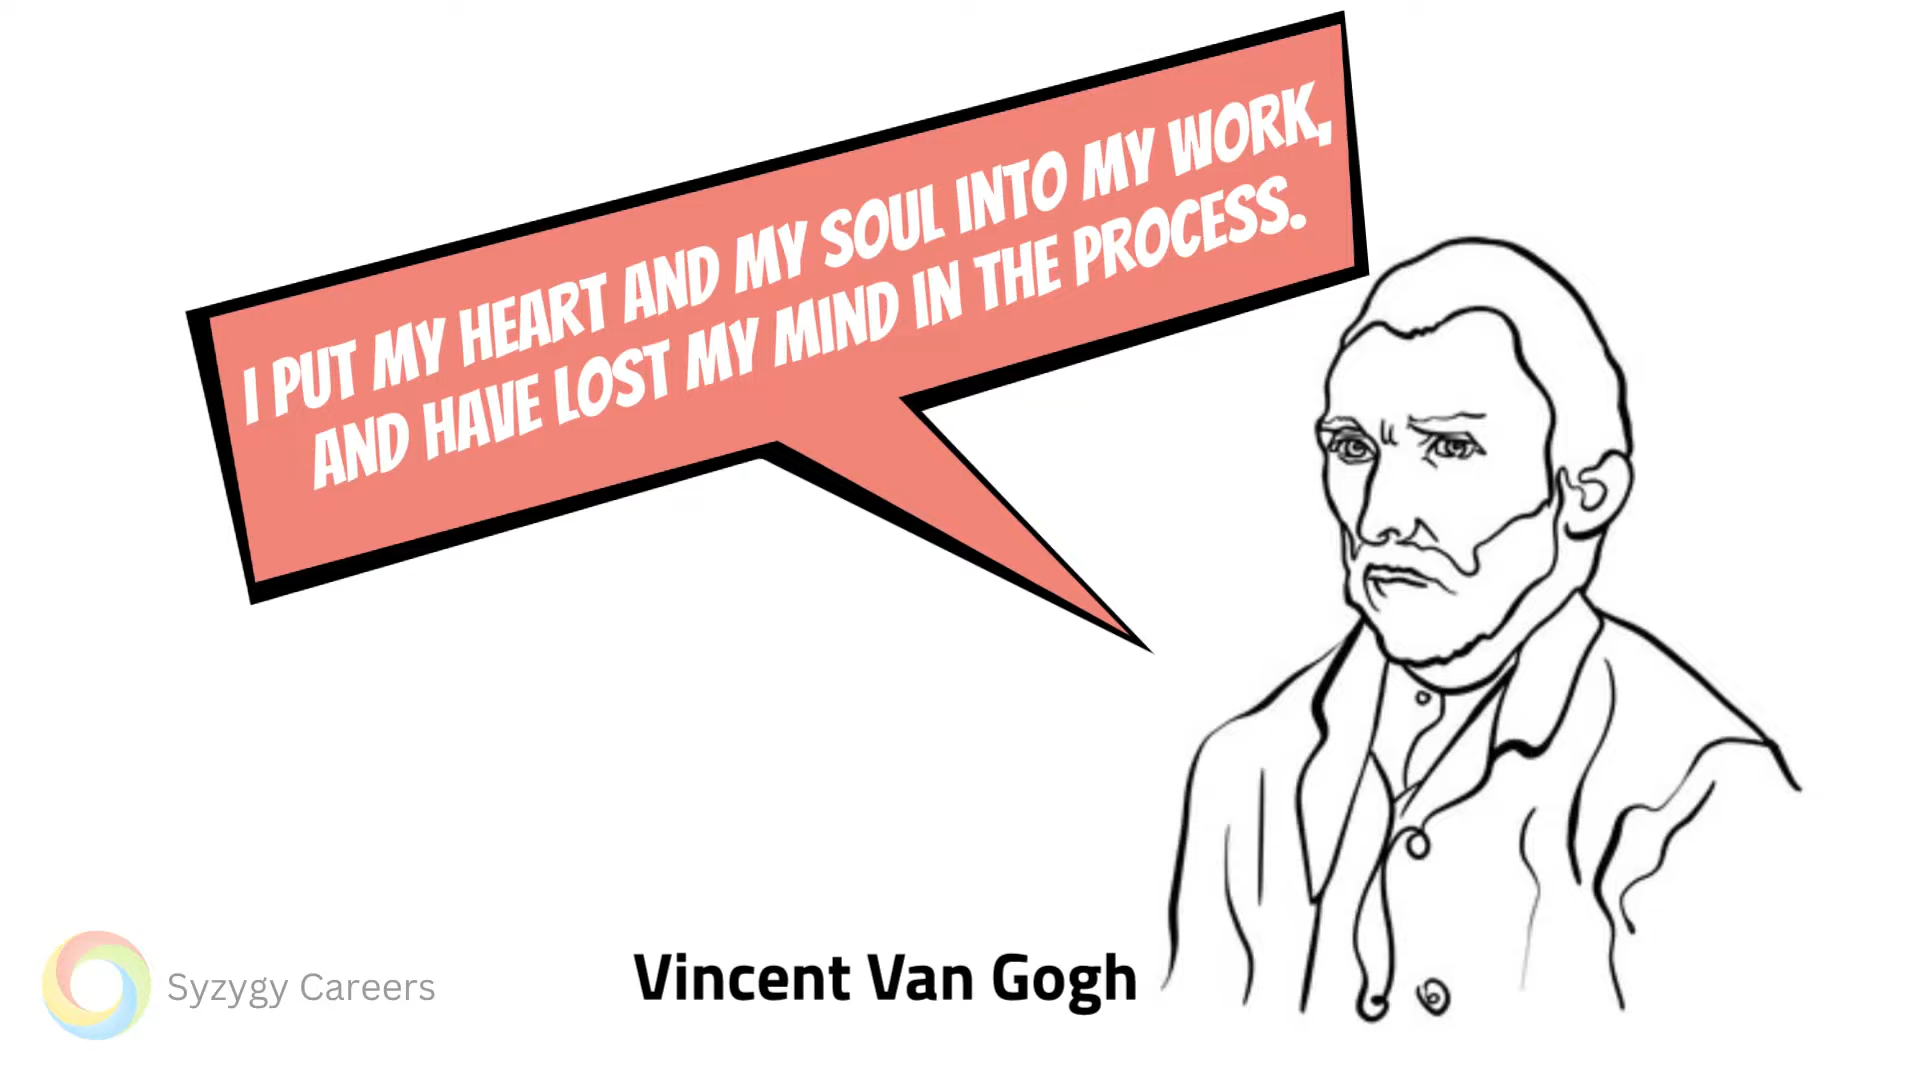 I PUT MY HEART AND MY SOUL INTO MY WORK,
AND HAVE LOST MY MIND IN THE PROCESS.
Vincent Van Gogh
Syzygy Careers